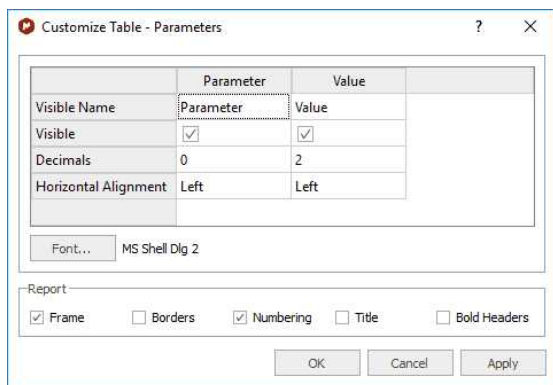 Customize Table - Parameters ? X
Parameter Value
Visible Name Parameter Value
Visible
Decimals 0 2
Horizontal Alignment Left Left
Font... MS Shell Dlg 2
Report
Frame Borders Numbering Title Bold Headers
OK Cancel Apply